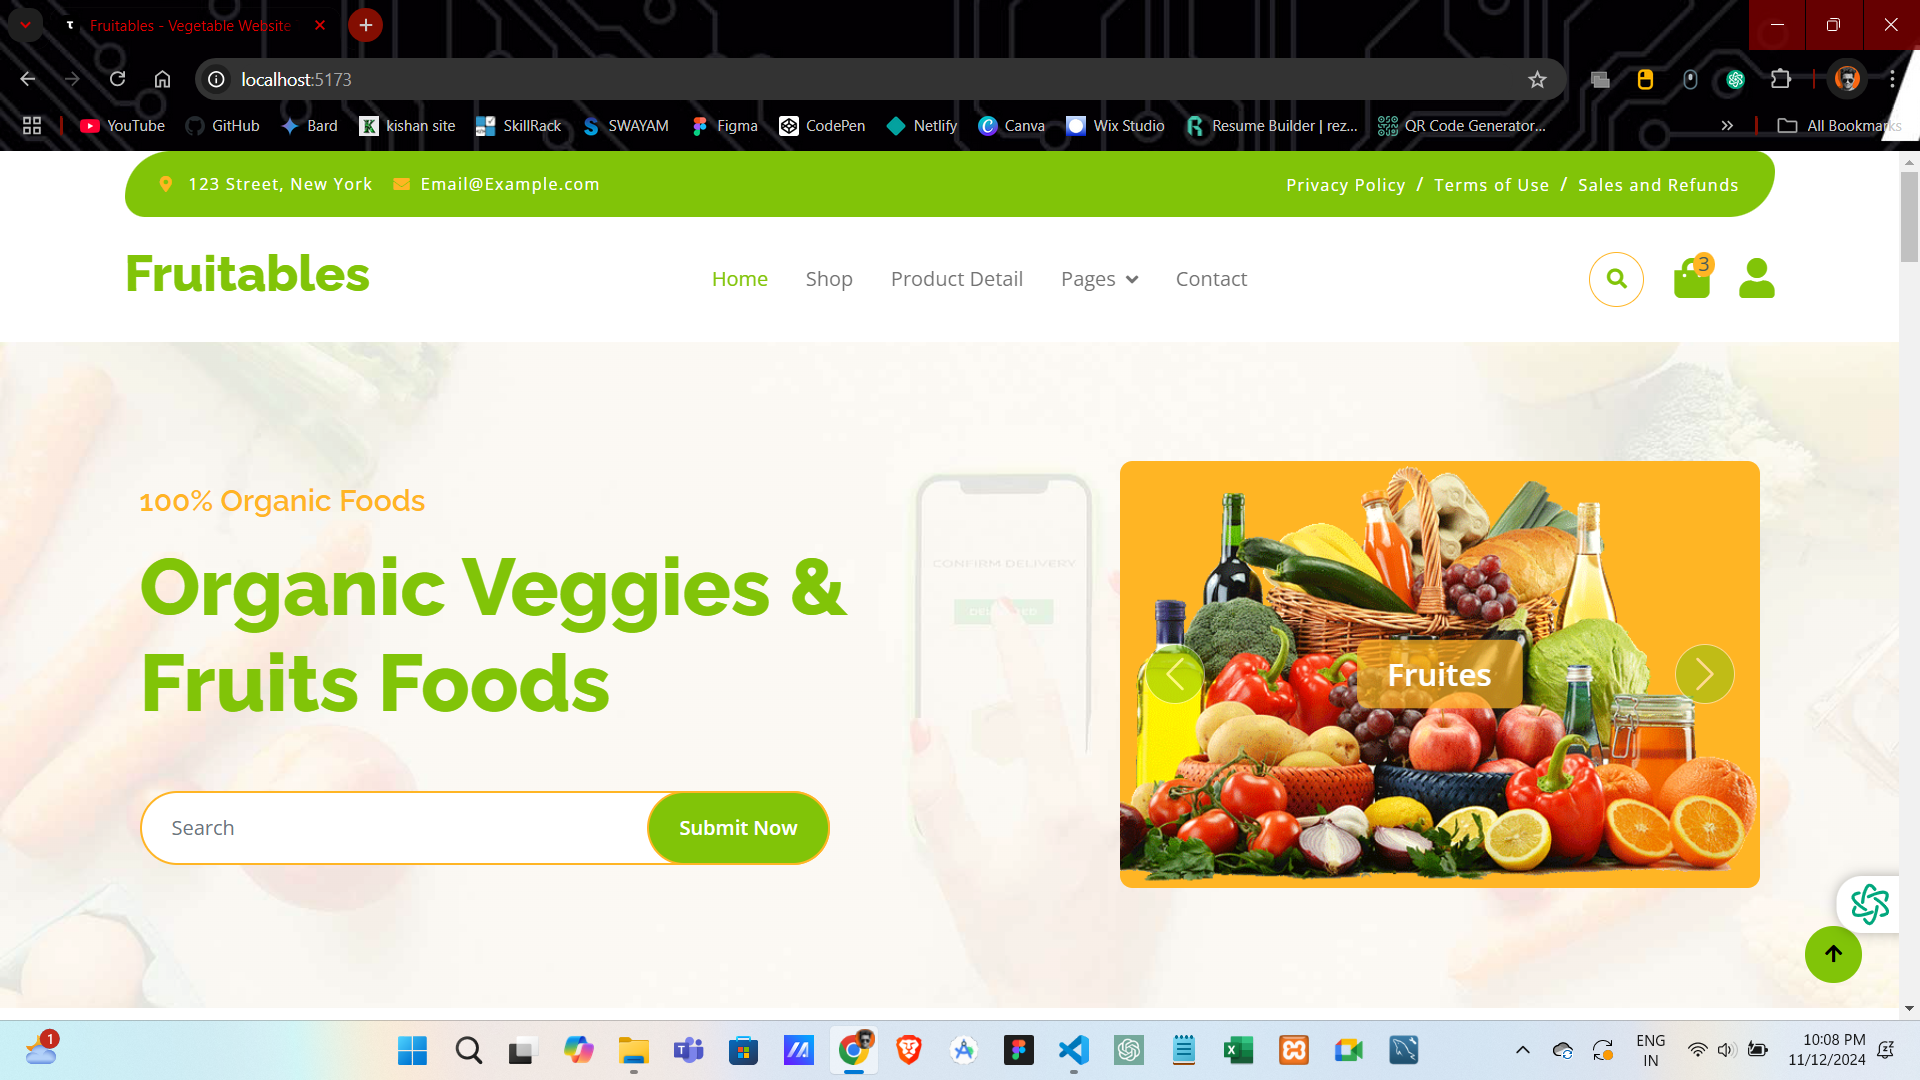 Fruitables - Vegetable Website
localhost:5173
YouTube GitHub Bard kishan site SkillRack SWAYAM Figma CodePen Netlify Canva Wix Studio Resume Builder | rez... QR Code Generator... All Bookmarks
123 Street, New York Email@Example.com Privacy Policy / Terms of Use / Sales and Refunds
Fruitables Home Shop Product Detail Pages Contact 3
100% Organic Foods
Organic Veggies &
Fruits Foods
CONFIRM DELIVERY
Fruites
Search Submit Now
1
ENG
IN
10:08 PM
11/12/2024